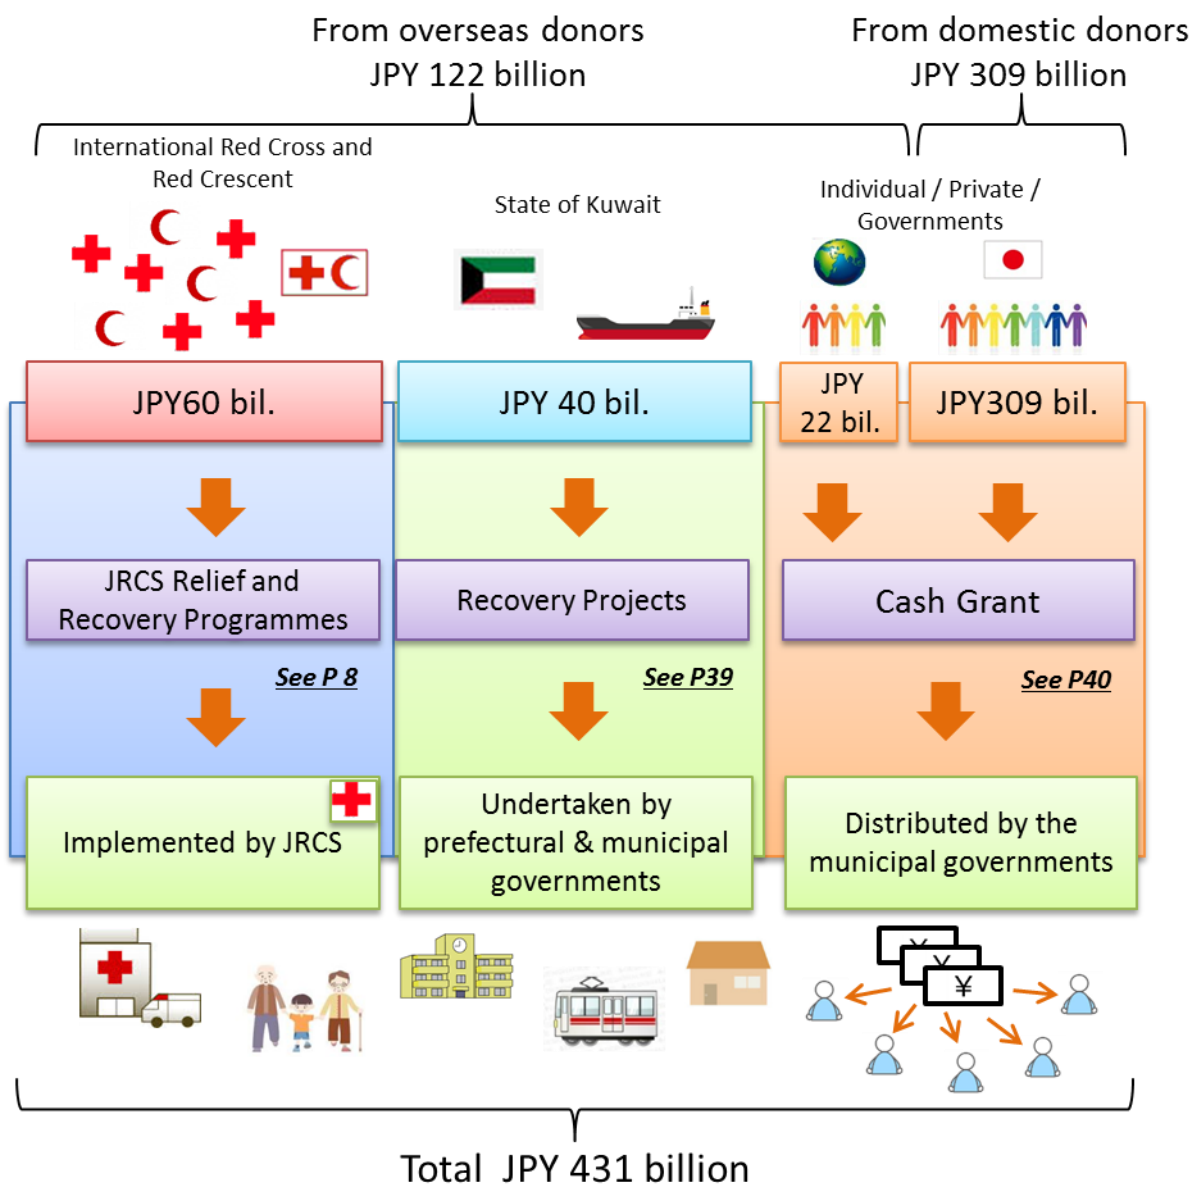 From overseas donors
JPY 122 billion
From domestic donors
JPY 309 billion
International Red Cross and
Red Crescent
State of Kuwait
Individual / Private /
Governments
JPY60 bil.
JPY 40 bil.
JPY
22 bil.
JPY309 bil.
JRCS Relief and
Recovery Programmes
Recovery Projects
Cash Grant
See P 8
See P39
See P40
Implemented by JRCS
Undertaken by
prefectural & municipal
governments
Distributed by the
municipal governments
¥
¥
¥
Total JPY 431 billion